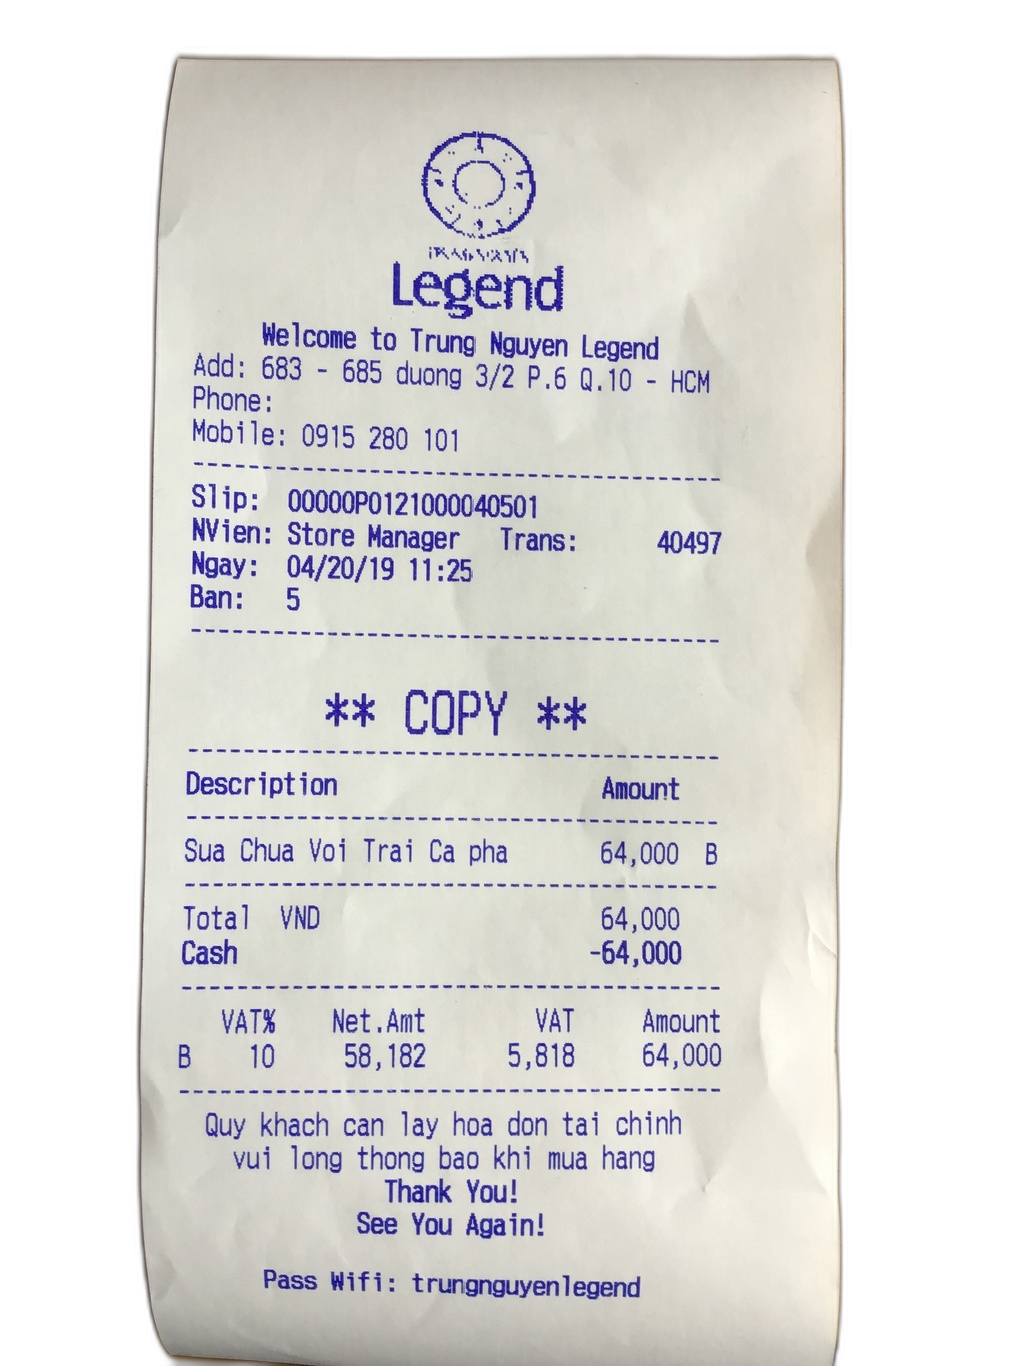 Legend
Welcome to Trung Nguyen Legend
Add: 683 - 685 duong 3/2 P.6 Q.10 - HCM
Phone:
Mobile: 0915 280 101
Slip: 00000P0121000040501
NVien: Store Manager Trans: 40497
Ngay: 04/20/19 11:25
Ban: 5
** COPY **
Description Amount
Sua Chua Voi Trai Ca pha 64,000 B
Total VND 64,000
Cash -64,000
VAT% Net.Amt VAT Amount
B 10 58,182 5,818 64,000
Quy khach can lay hoa don tai chinh
vui long thong bao khi mua hang
Thank You!
See You Again!
Pass Wifi: trungnguyenlegend